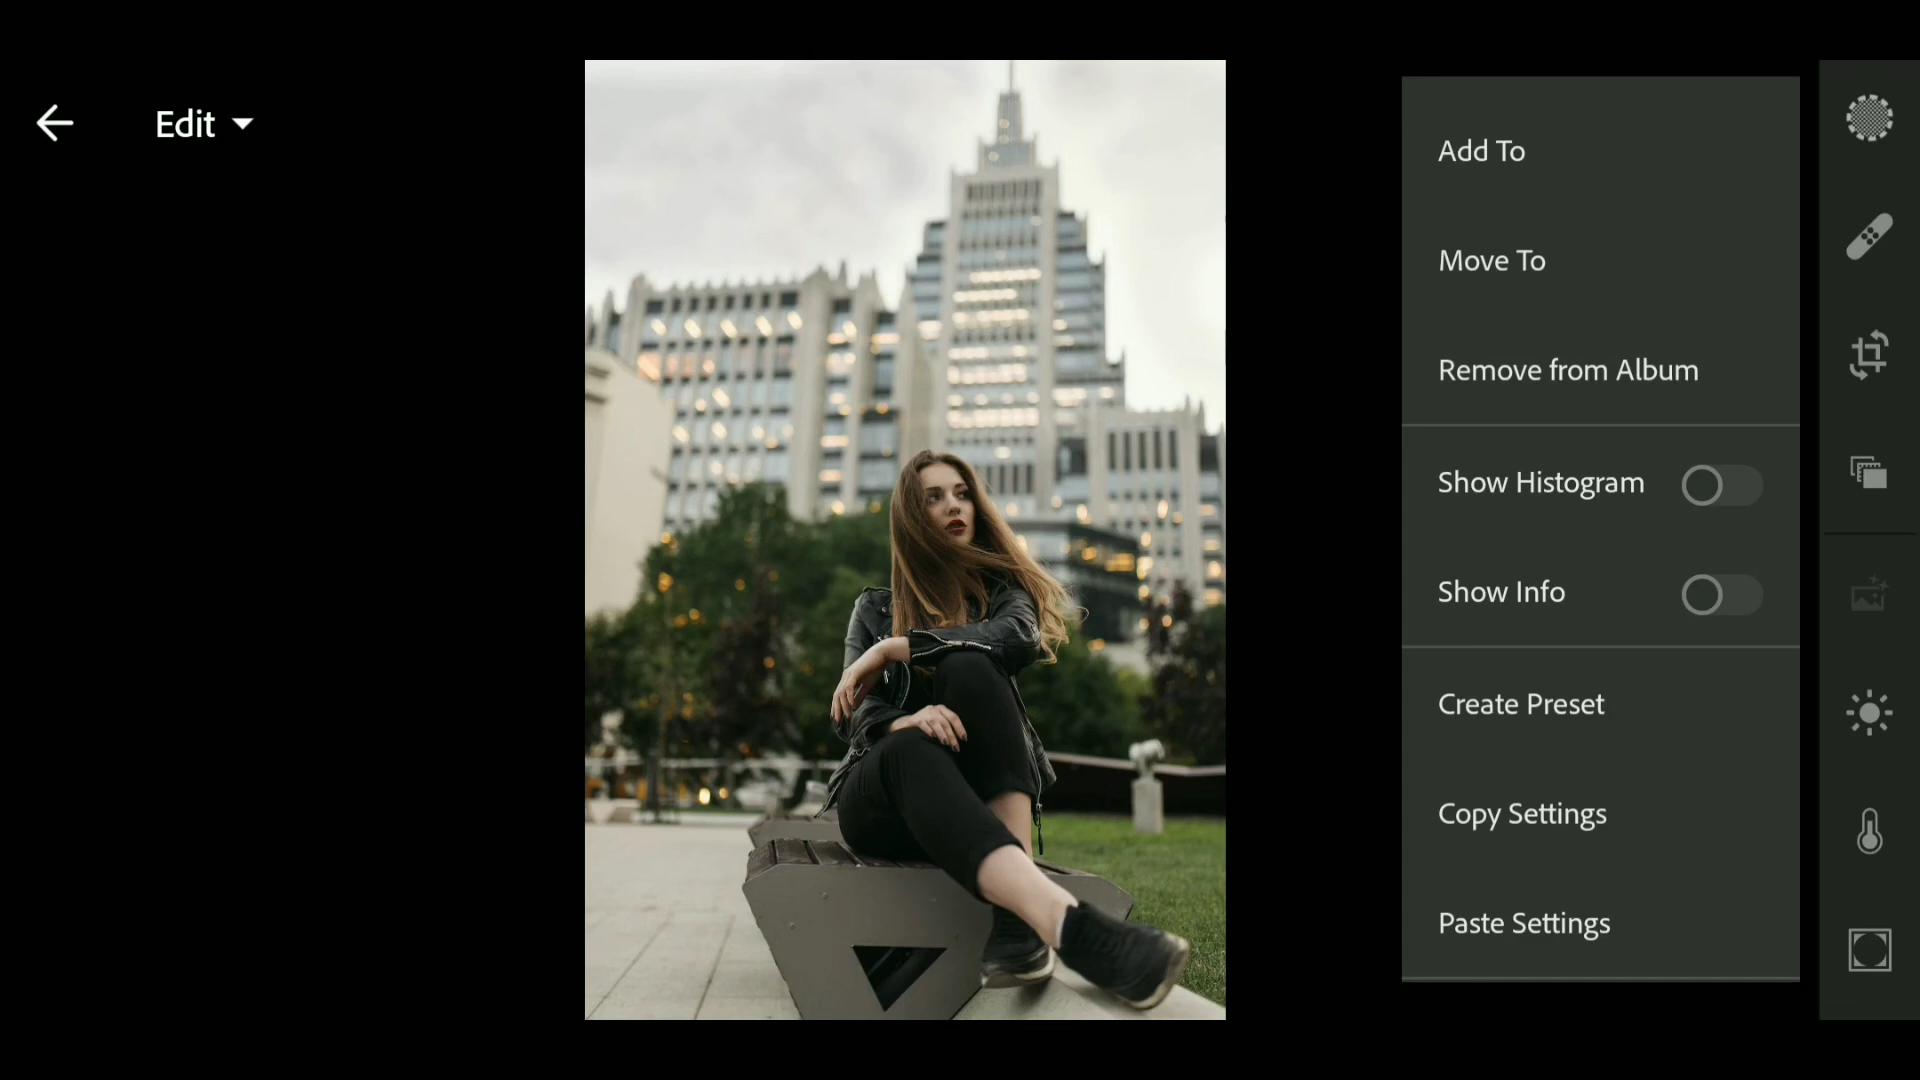 Edit
Add To
Move To
Remove from Album
Show Histogram
Show Info
Create Preset
Copy Settings
Paste Settings